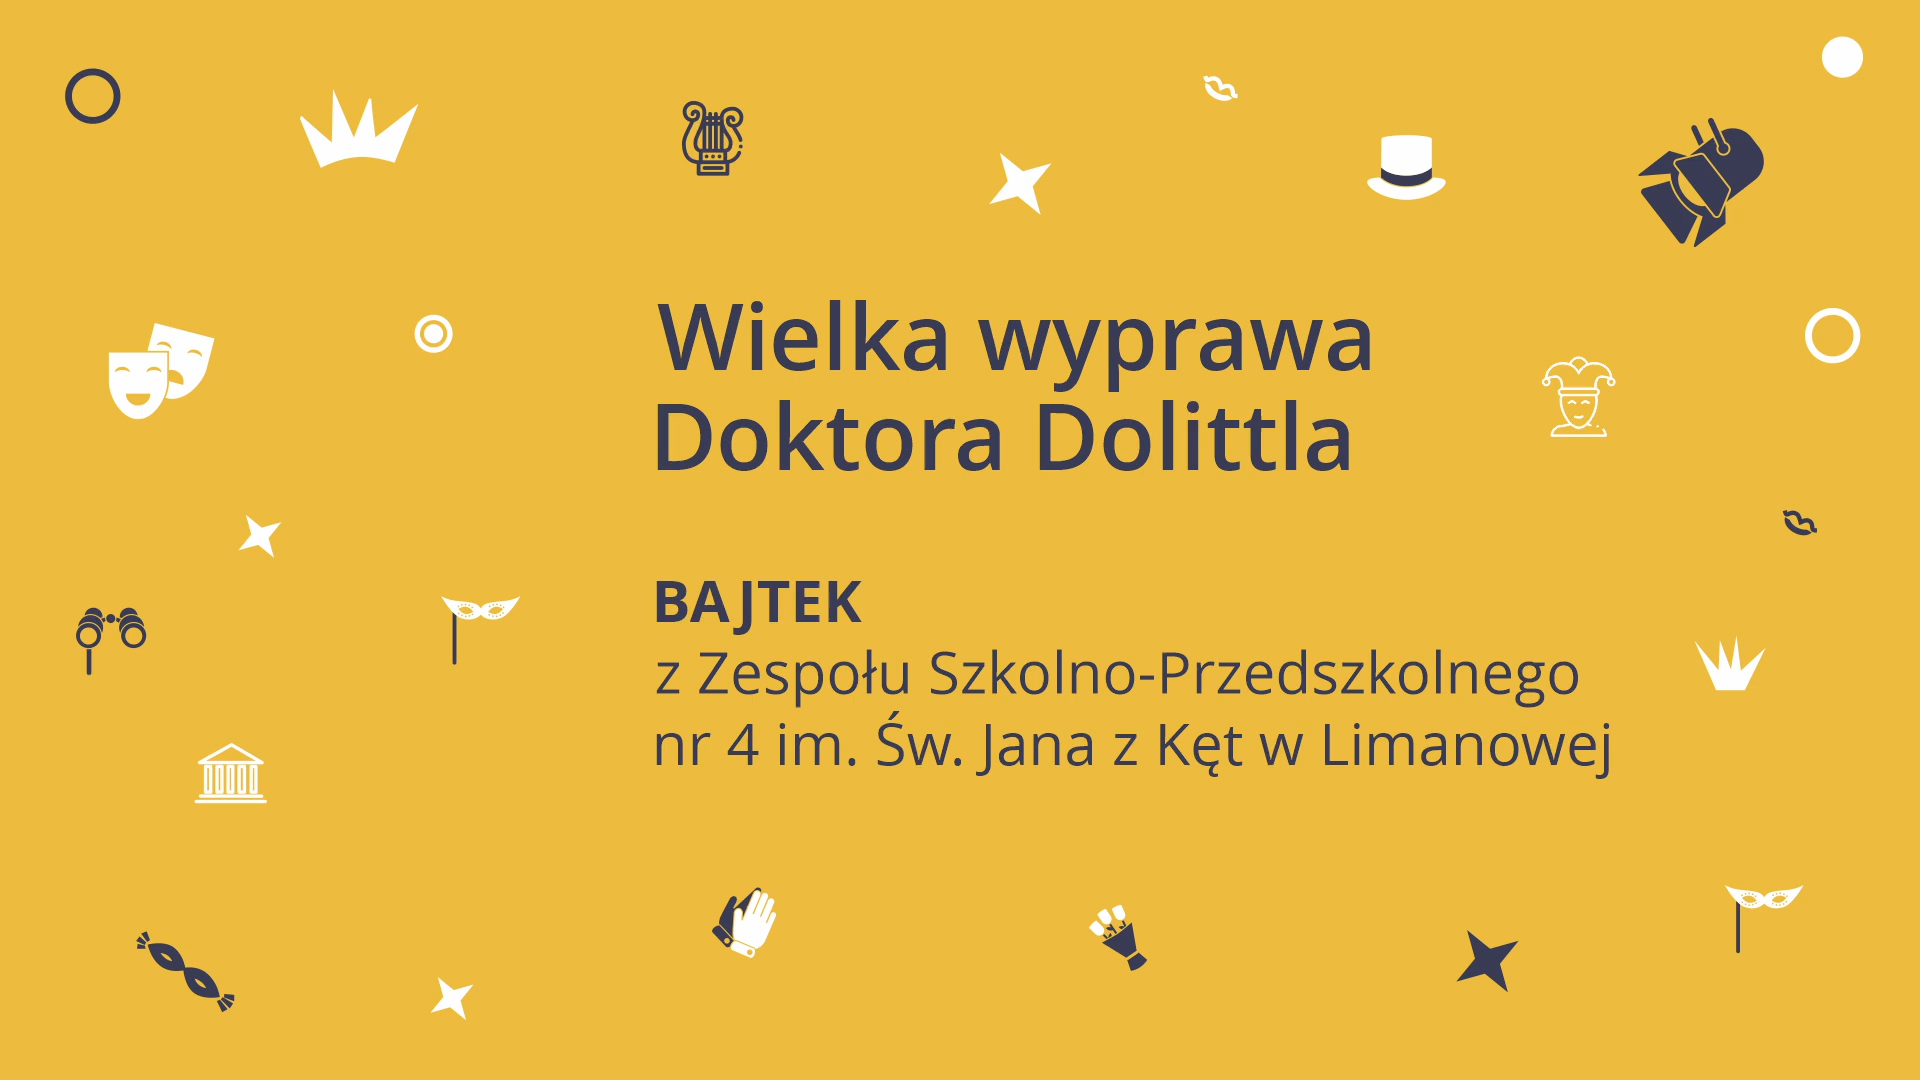 Wielka wyprawa
Doktora Dolittla
BAJTEK
z Zespołu Szkolno-Przedszkolnego
nr 4 im. Św. Jana z Kęt w Limanowej